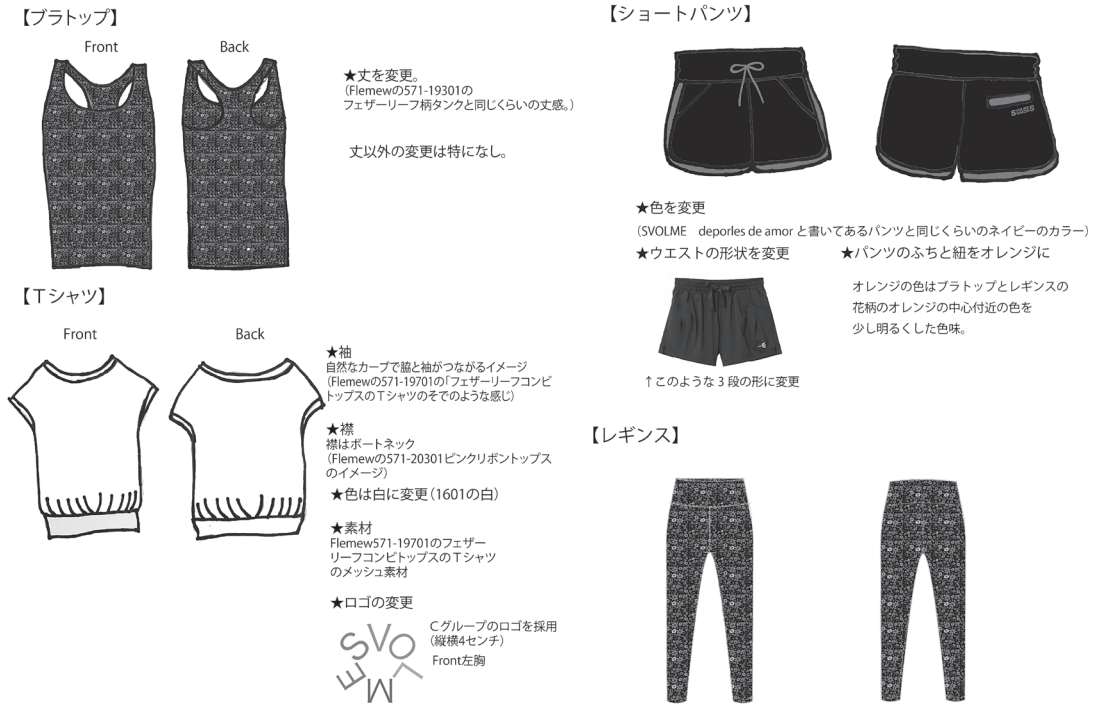 【ブラトップ】
Front
Back
★丈を変更。
（Flemewの571-19301の
フェザーリーフ柄タンクと同じくらいの丈感。）
丈以外の変更は特になし。
【Ｔシャツ】
Front
Back
★袖
自然なカーブで脇と袖がつながるイメージ
（Flemewの571-19701の「フェザーリーフコンビ
トップスのＴシャツのそでのような感じ）
★襟
襟はボートネック
（Flemewの571-20301ピンクリボントップス
のイメージ）
★色は白に変更（1601の白）
★素材
Flemew571-19701のフェザー
リーフコンビトップスのＴシャツ
のメッシュ素材
★ロゴの変更
SVOLME
Ｃグループのロゴを採用
（縦横4センチ）
Front左胸
【ショートパンツ】
★色を変更
（SVOLME　deporles de amor と書いてあるパンツと同じくらいのネイビーのカラー）
★ウエストの形状を変更
★パンツのふちと紐をオレンジに
オレンジの色はブラトップとレギンスの
花柄のオレンジの中心付近の色を
少し明るくした色味。
↑このような 3 段の形に変更
【レギンス】